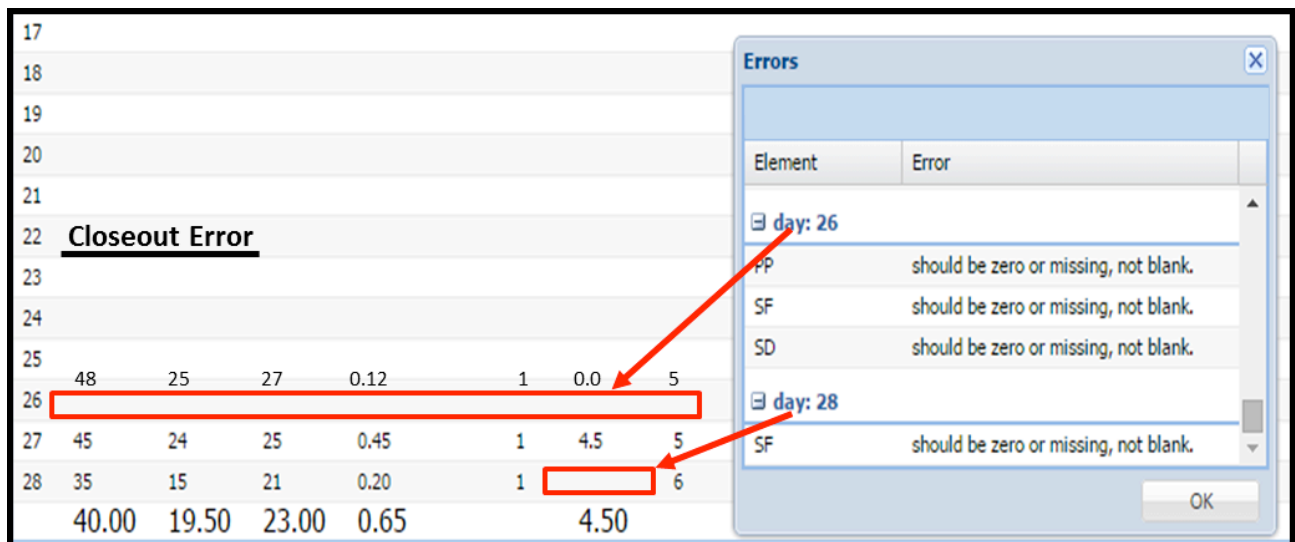 17
18
19
20
21
22 Closeout Error
23
24
25
48 25 27 0.12 1 0.0 5
26
27 45 24 25 0.45 1 4.5 5
28 35 15 21 0.20 1 6
40.00 19.50 23.00 0.65 4.50
Errors
Element Error
day: 26
PP should be zero or missing, not blank.
SF should be zero or missing, not blank.
SD should be zero or missing, not blank.
day: 28
SF should be zero or missing, not blank.
OK